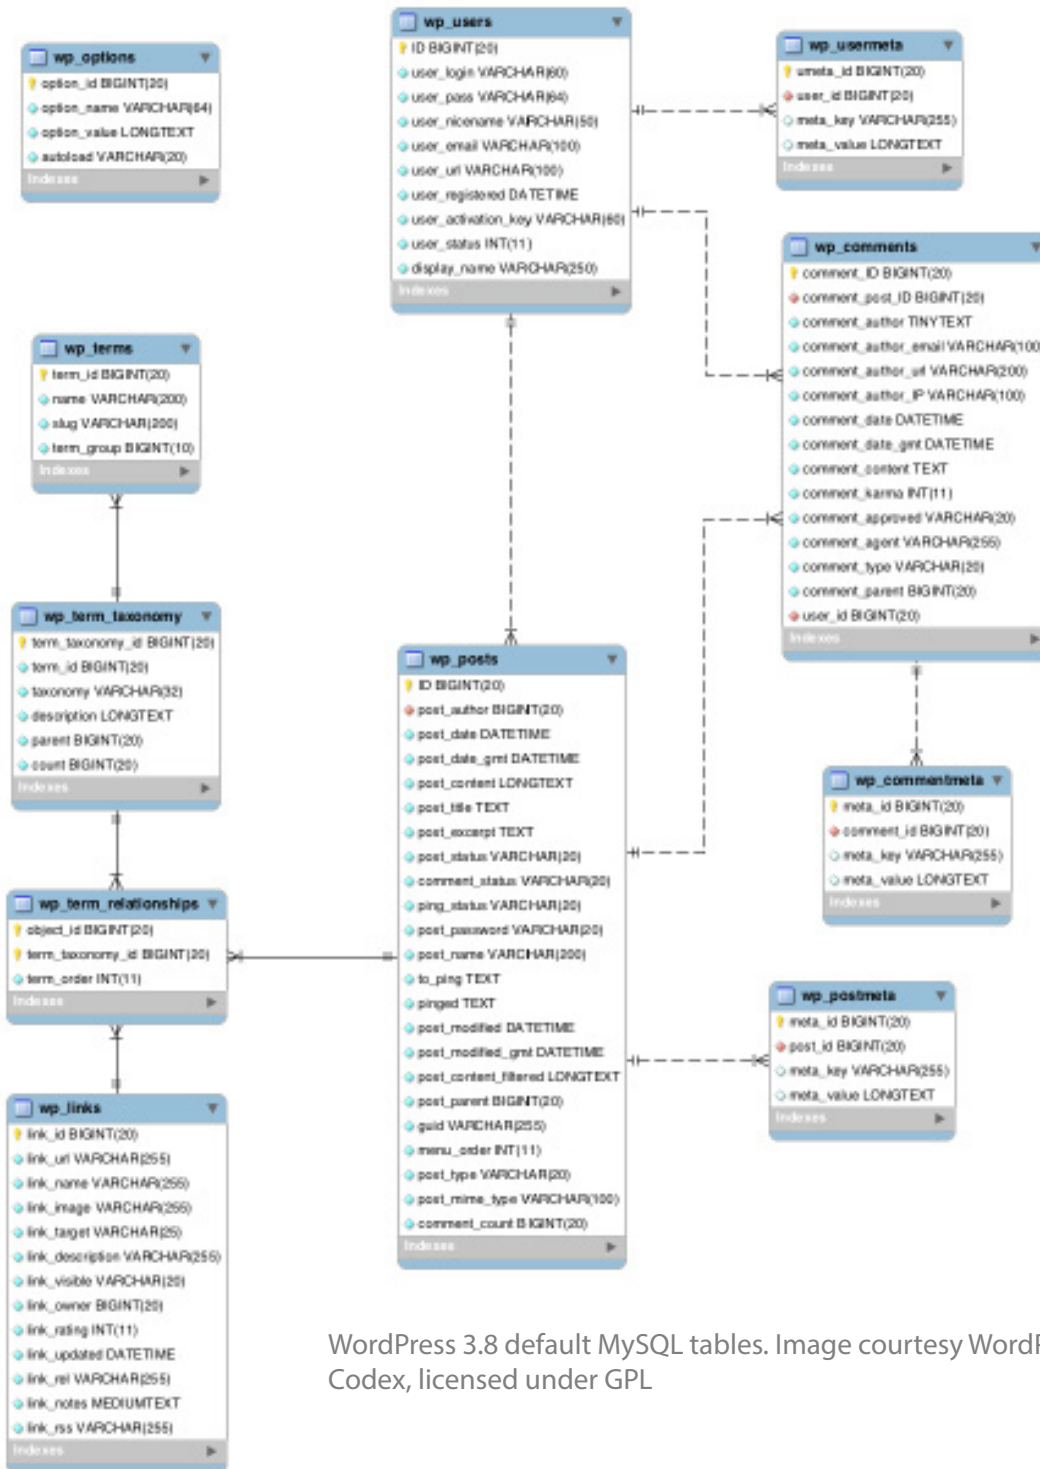 wp_options
option_id BIGINT(20)
option_name VARCHAR(64)
option_value LONGTEXT
autoload VARCHAR(20)
Indexes
wp_users
ID BIGINT(20)
user_login VARCHAR(60)
user_pass VARCHAR(64)
user_nicename VARCHAR(50)
user_email VARCHAR(100)
user_url VARCHAR(100)
user_registered DATETIME
user_activation_key VARCHAR(60)
user_status INT(11)
display_name VARCHAR(250)
Indexes
wp_usermeta
umeta_id BIGINT(20)
user_id BIGINT(20)
meta_key VARCHAR(255)
meta_value LONGTEXT
Indexes
wp_comments
comment_ID BIGINT(20)
comment_post_ID BIGINT(20)
comment_author TINYTEXT
comment_author_email VARCHAR(100
comment_author_url VARCHAR(200)
comment_author_IP VARCHAR(100)
comment_date DATETIME
comment_date_gmt DATETIME
comment_content TEXT
comment_karma INT(11)
comment_approved VARCHAR(20)
comment_agent VARCHAR(255)
comment_type VARCHAR(20)
comment_parent BIGINT(20)
user_id BIGINT(20)
Indexes
wp_terms
term_id BIGINT(20)
name VARCHAR(200)
slug VARCHAR(200)
term_group BIGINT(10)
Indexes
wp_term_taxonomy
term_taxonomy_id BIGINT(20)
term_id BIGINT(20)
taxonomy VARCHAR(32)
description LONGTEXT
parent BIGINT(20)
count BIGINT(20)
Indexes
wp_posts
ID BIGINT(20)
post_author BIGINT(20)
post_date DATETIME
post_date_gmt DATETIME
post_content LONGTEXT
post_title TEXT
post_excerpt TEXT
post_status VARCHAR(20)
comment_status VARCHAR(20)
ping_status VARCHAR(20)
post_password VARCHAR(20)
post_name VARCHAR(200)
to_ping TEXT
pinged TEXT
post_modified DATETIME
post_modified_gmt DATETIME
post_content_filtered LONGTEXT
post_parent BIGINT(20)
guid VARCHAR(255)
menu_order INT(11)
post_type VARCHAR(20)
post_mime_type VARCHAR(100)
comment_count BIGINT(20)
Indexes
wp_commentmeta
meta_id BIGINT(20)
comment_id BIGINT(20)
meta_key VARCHAR(255)
meta_value LONGTEXT
Indexes
wp_term_relationships
object_id BIGINT(20)
term_taxonomy_id BIGINT(20)
term_order INT(11)
Indexes
wp_postmeta
meta_id BIGINT(20)
post_id BIGINT(20)
meta_key VARCHAR(255)
meta_value LONGTEXT
Indexes
wp_links
link_id BIGINT(20)
link_url VARCHAR(255)
link_name VARCHAR(255)
link_image VARCHAR(255)
link_target VARCHAR(25)
link_description VARCHAR(255)
link_visible VARCHAR(20)
link_owner BIGINT(20)
link_rating INT(11)
link_updated DATETIME
link_rel VARCHAR(255)
link_notes MEDIUMTEXT
link_rss VARCHAR(255)
Indexes
WordPress 3.8 default MySQL tables. Image courtesy Word
Codex, licensed under GPL